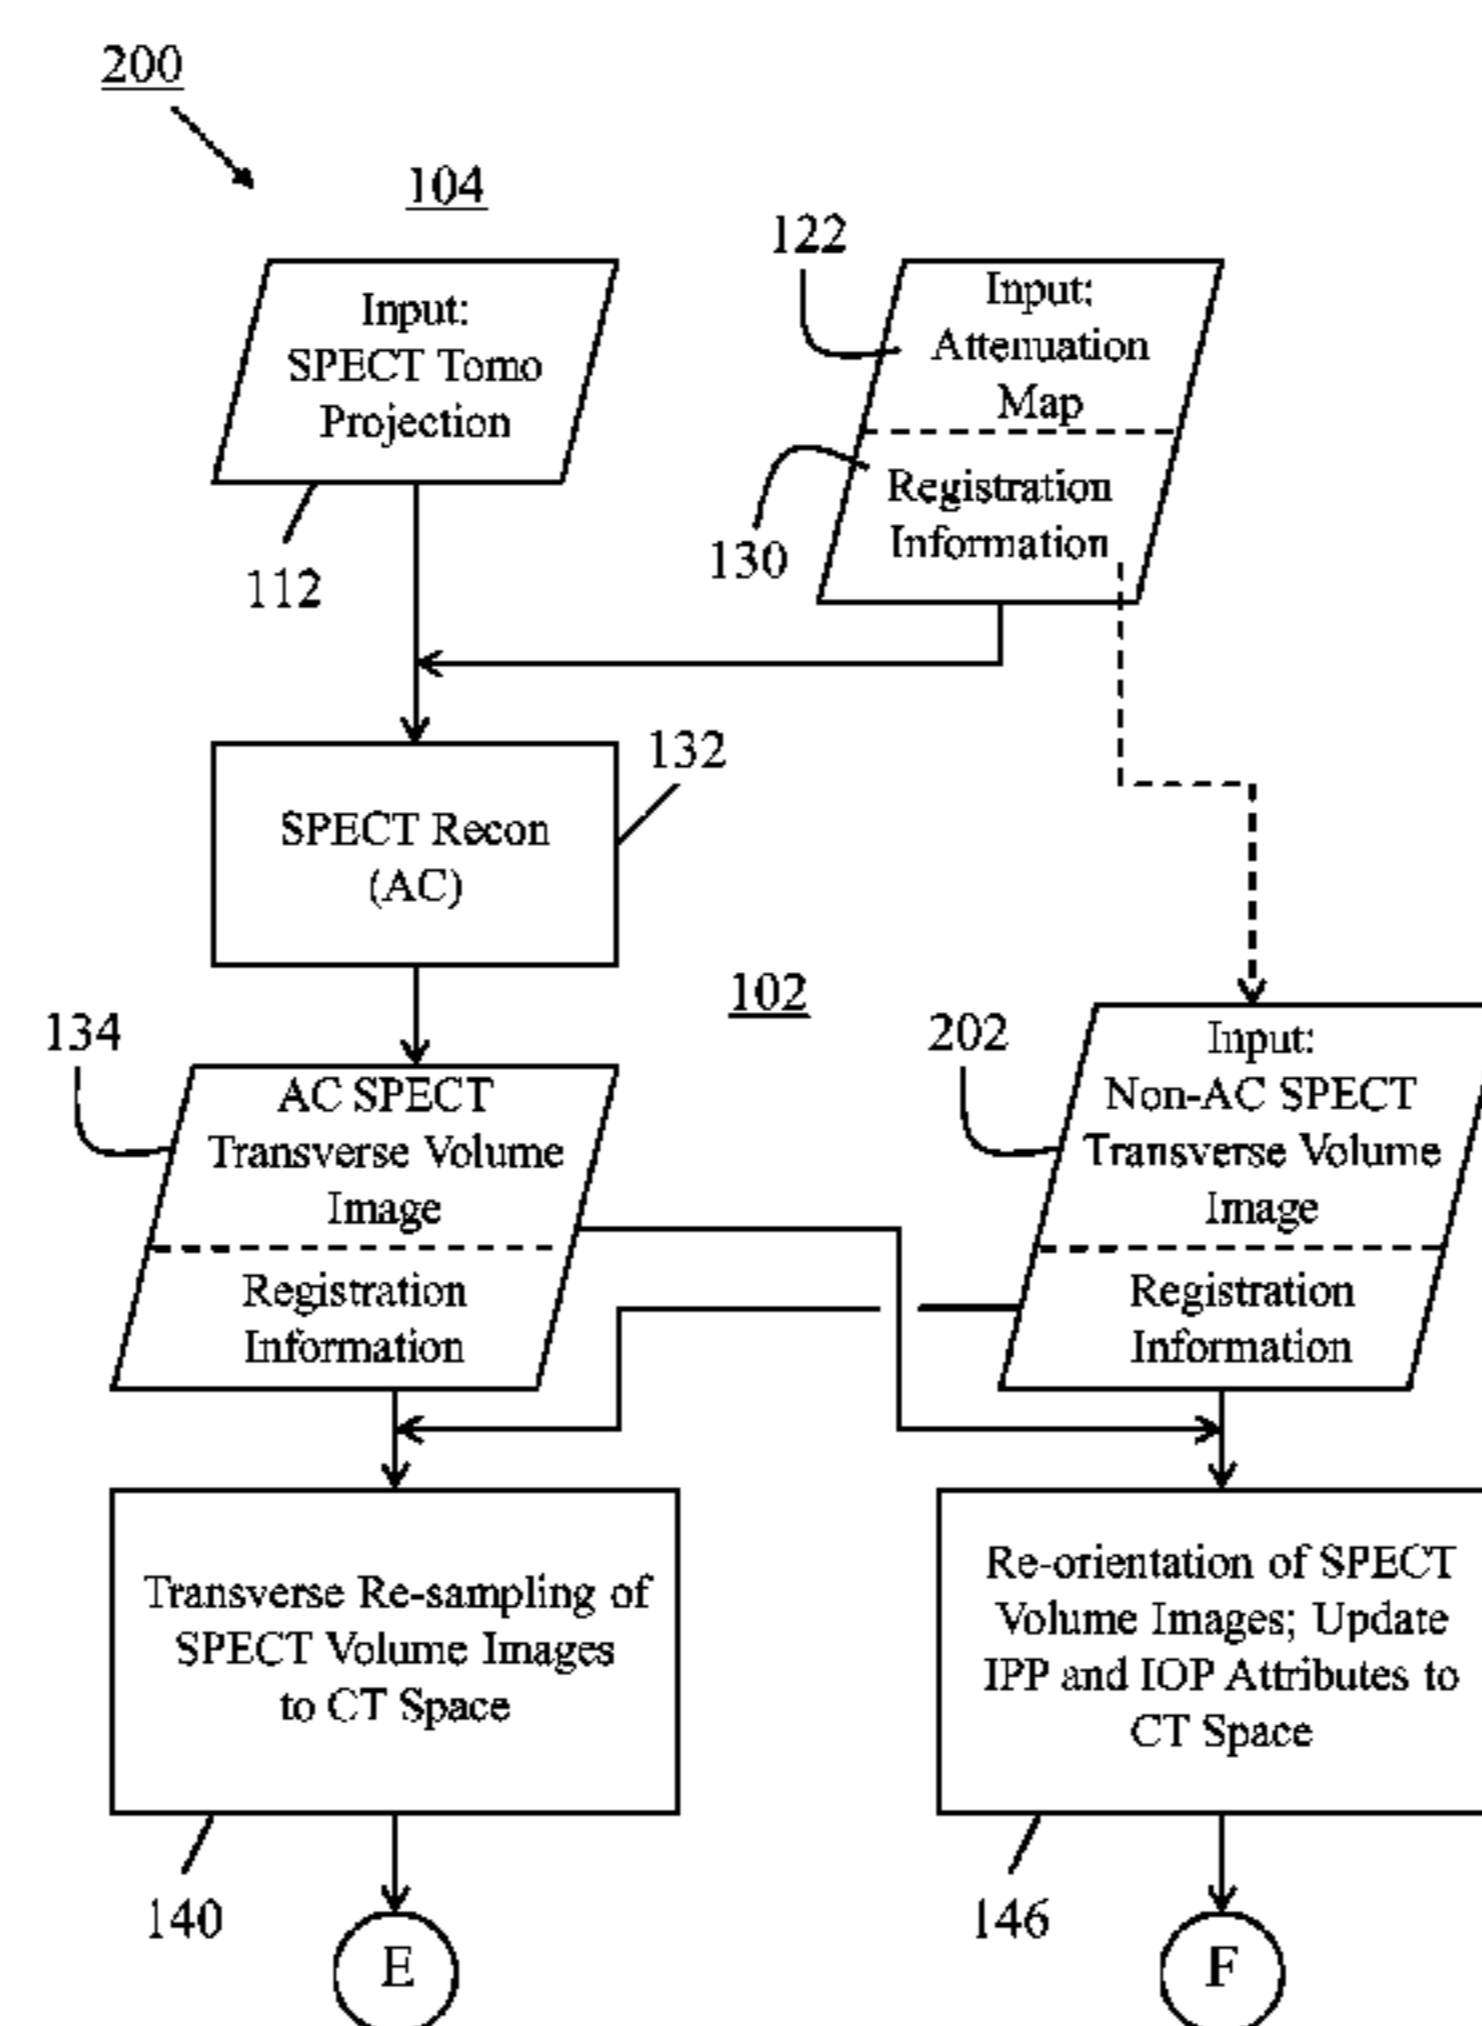 200
104
122
Input:
SPECT Tomo
Projection
Input:
Attenuation
Map
Registration
Information
130
112
132
SPECT Recon
(AC)
102
134
202
AC SPECT
Transverse Volume
Image
Registration
Information
Input:
Non-AC SPECT
Transverse Volume
Image
Registration
Information
Transverse Re-sampling of
SPECT Volume Images
to CT Space
Re-orientation of SPECT
Volume Images; Update
IPP and IOP Attributes to
CT Space
140
146
E
F